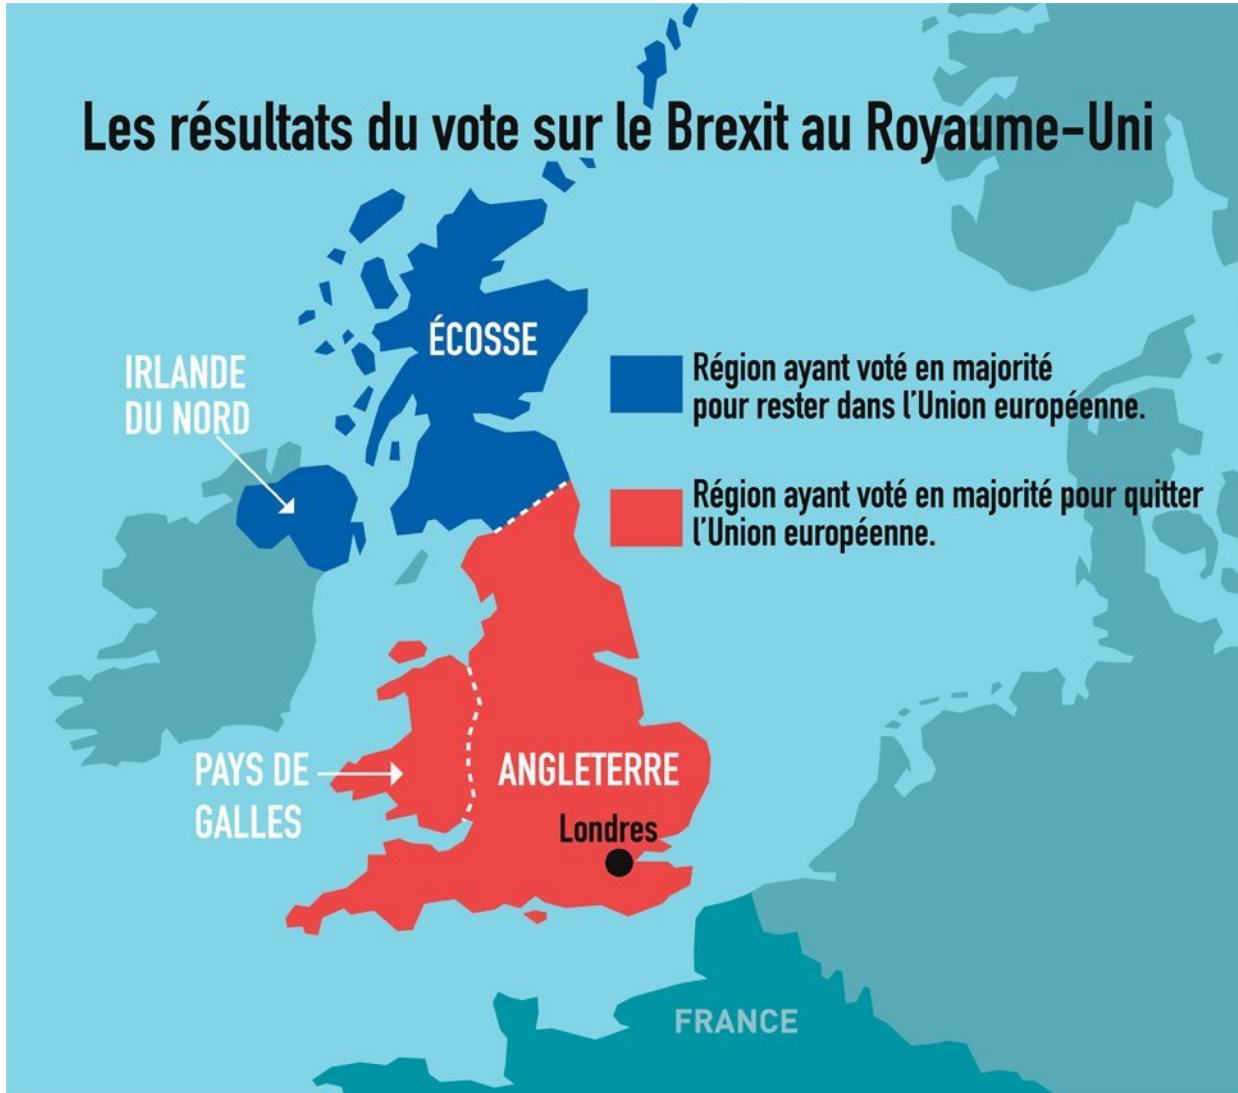 Les résultats du vote sur le Brexit au Royaume-Uni
ÉCOSSE
IRLANDE
DU NORD
Région ayant voté en majorité
pour rester dans l'Union européenne.
Région ayant voté en majorité pour quitter
l'Union européenne.
PAYS DE
GALLES
ANGLETERRE
Londres
FRANCE